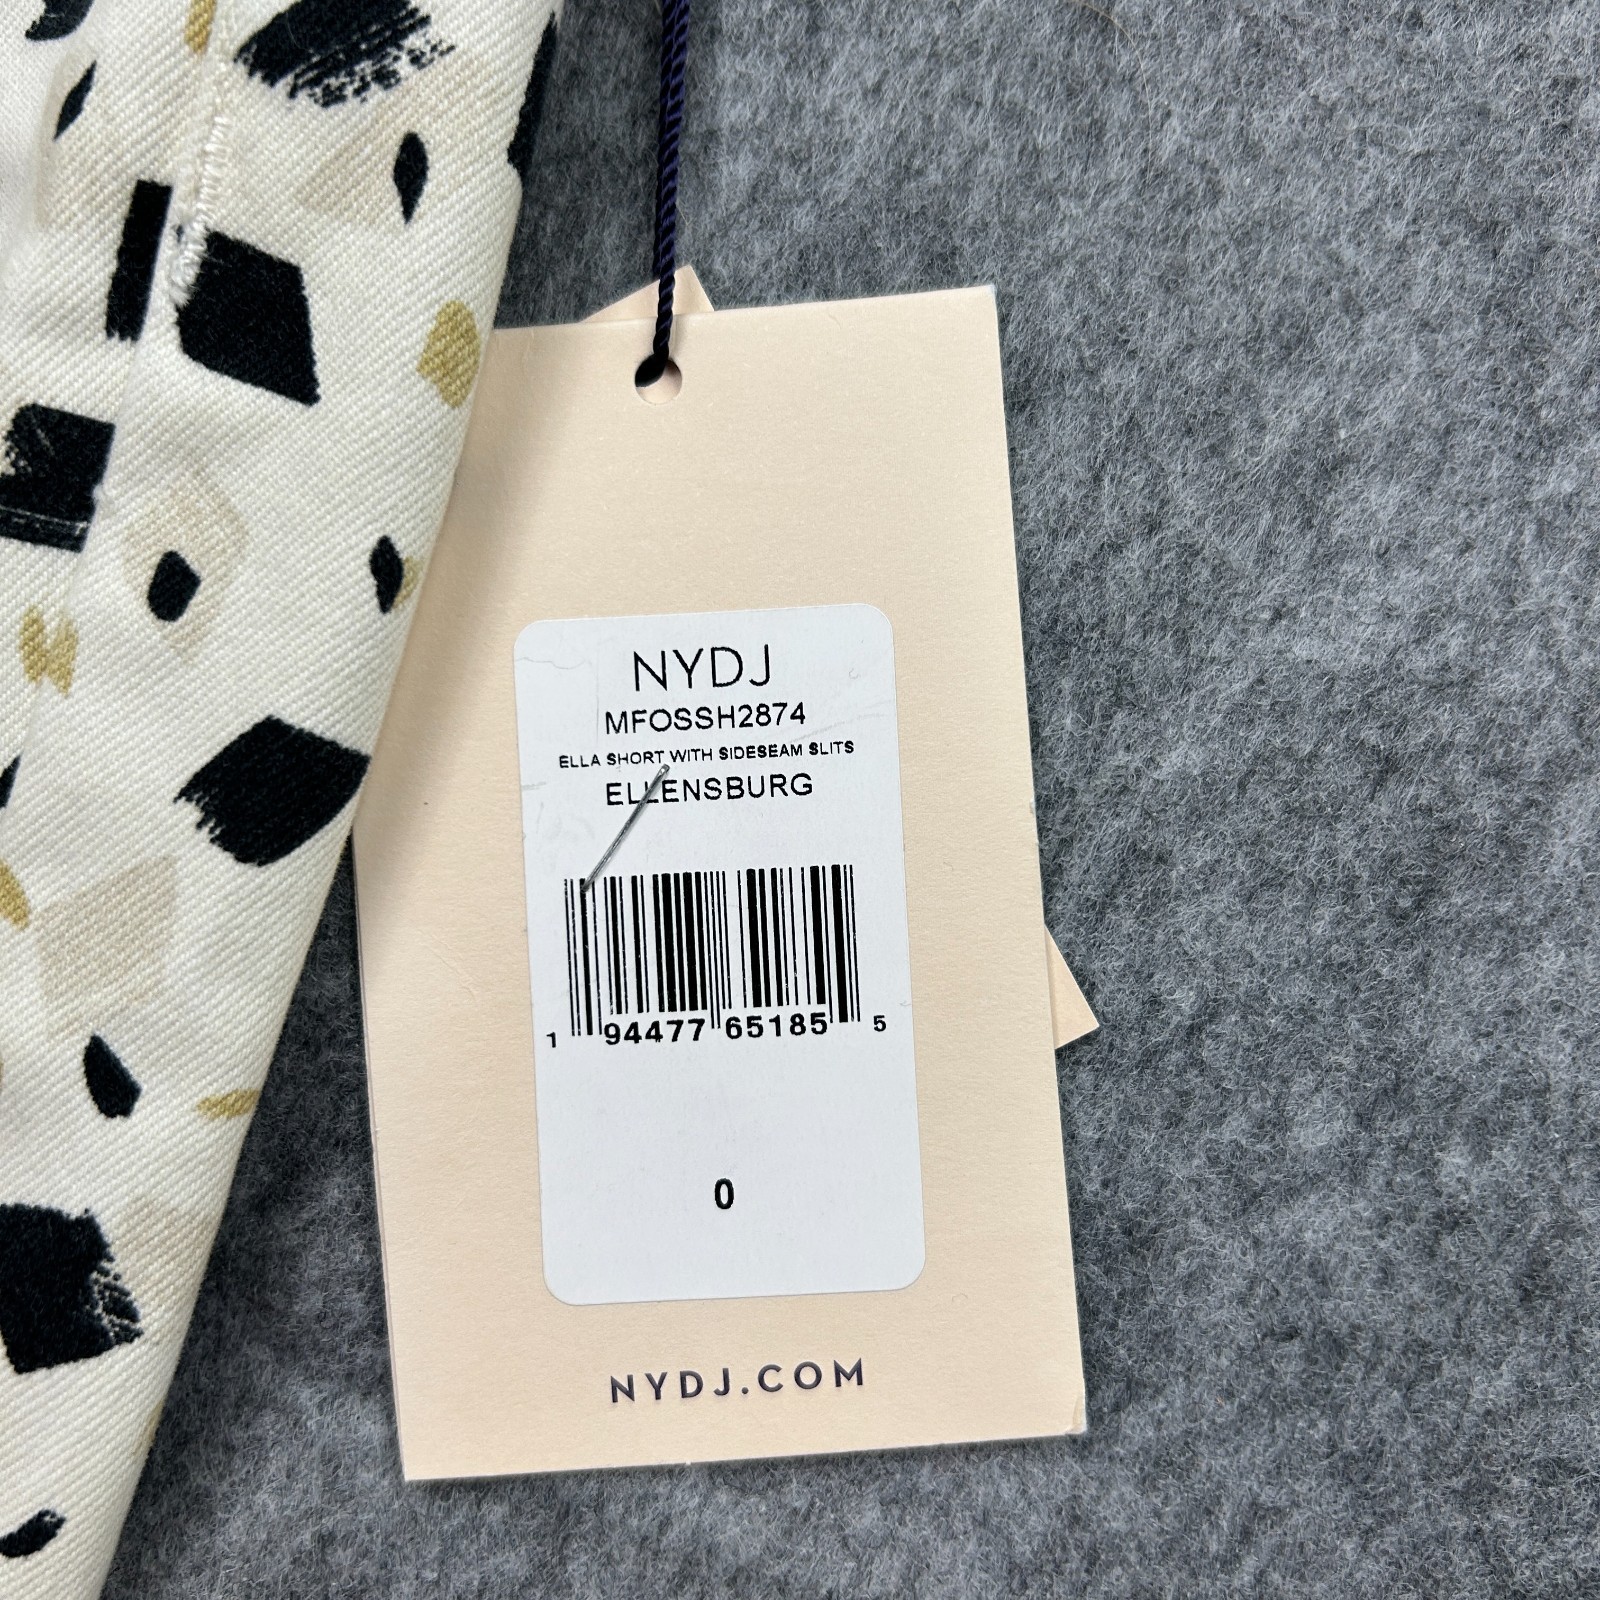 NYDJ
MFOSSH2874
ELLA SHORT WITH SIDESEAM SLITS
ELLENSBURG
1 94477 65185 5
0
NYDJ.COM